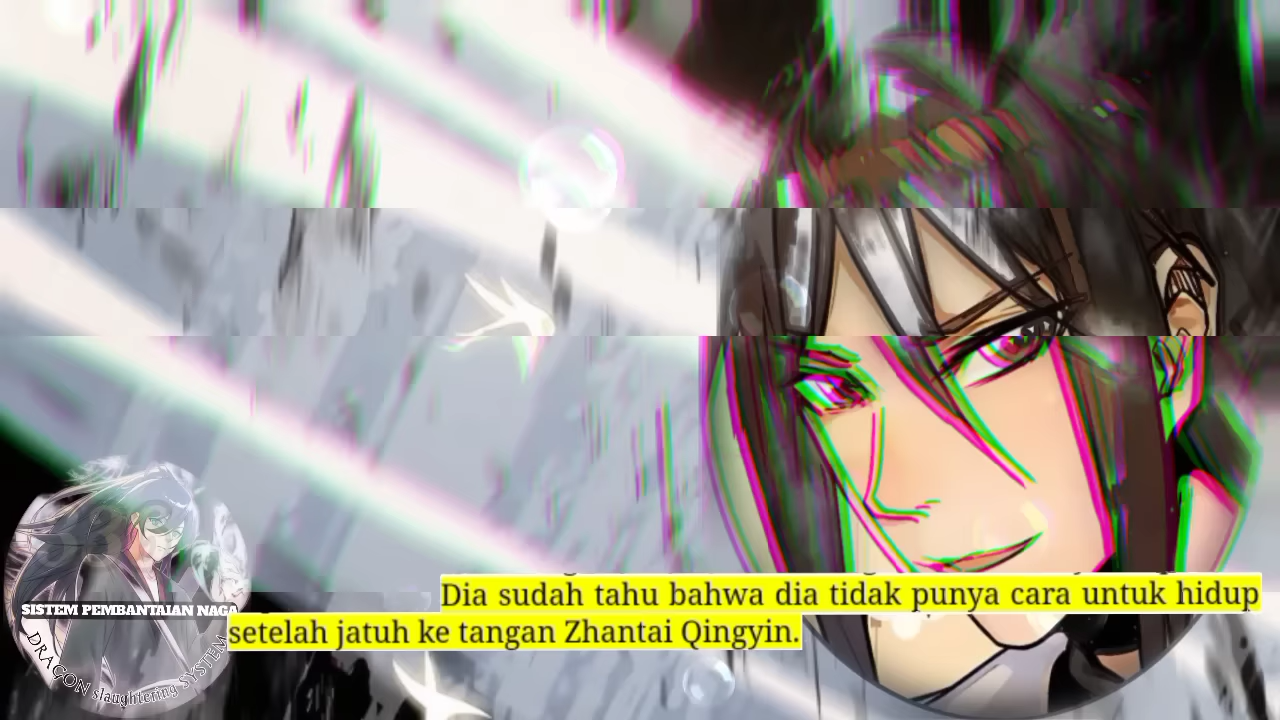 Dia sudah tahu bahwa dia tidak punya cara untuk hidup
setelah jatuh ke tangan Zhantai Qingyin.
SISTEM PEMBANTAIAN NAGA
DRAGON slaughtering SYSTEM